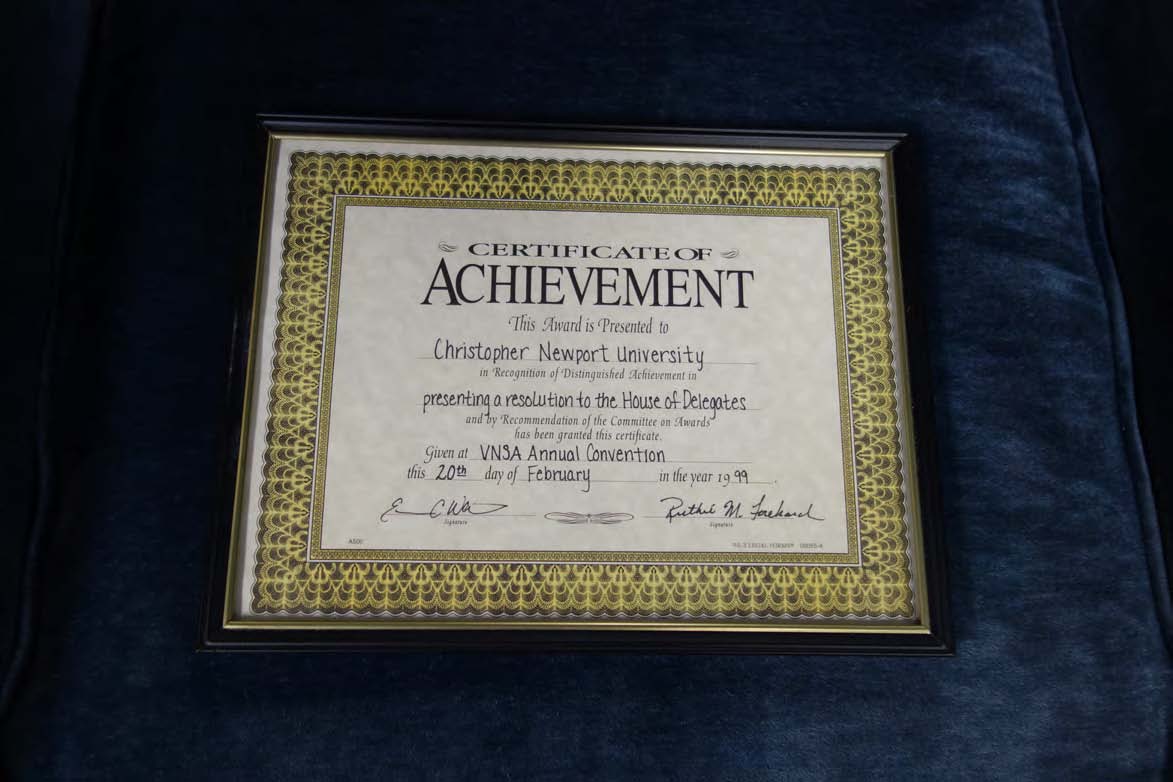 CERTIFICATE OF
ACHIEVEMENT
This Award is Presented to
Christopher Newport University
in Recognition of Distinguished Achievement in
presenting a resolution to the House of Delegates
and by Recommendation of the Committee on Awards
has been granted this certificate.
Given at VNSA Annual Convention
this 20th day of February in the year 1999.
M.
Signature Signature